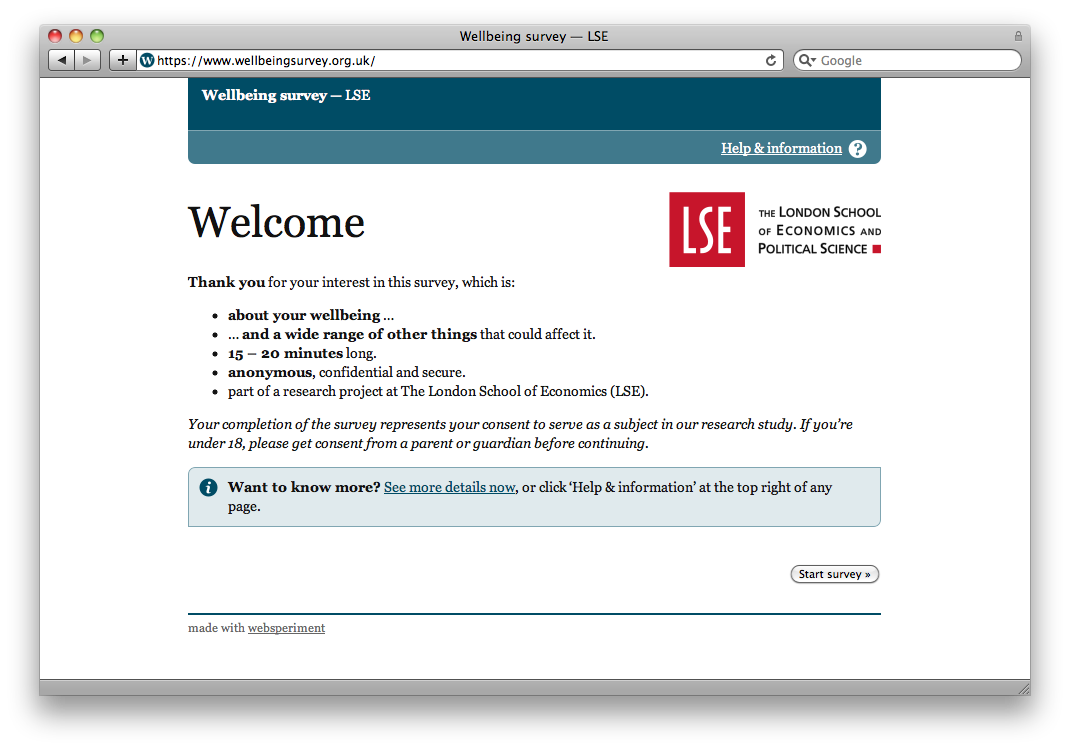 Wellbeing survey — LSE
https://www.wellbeingsurvey.org.uk/
Google
Wellbeing survey — LSE
Help & information ?
Welcome
LSE
THE LONDON SCHOOL
OF ECONOMICS AND
POLITICAL SCIENCE
Thank you for your interest in this survey, which is:
• about your wellbeing …
• … and a wide range of other things that could affect it.
• 15 – 20 minutes long.
• anonymous, confidential and secure.
• part of a research project at The London School of Economics (LSE).
Your completion of the survey represents your consent to serve as a subject in our research study. If you’re
under 18, please get consent from a parent or guardian before continuing.
i Want to know more? See more details now, or click ‘Help & information’ at the top right of any
page.
Start survey »
made with websperiment